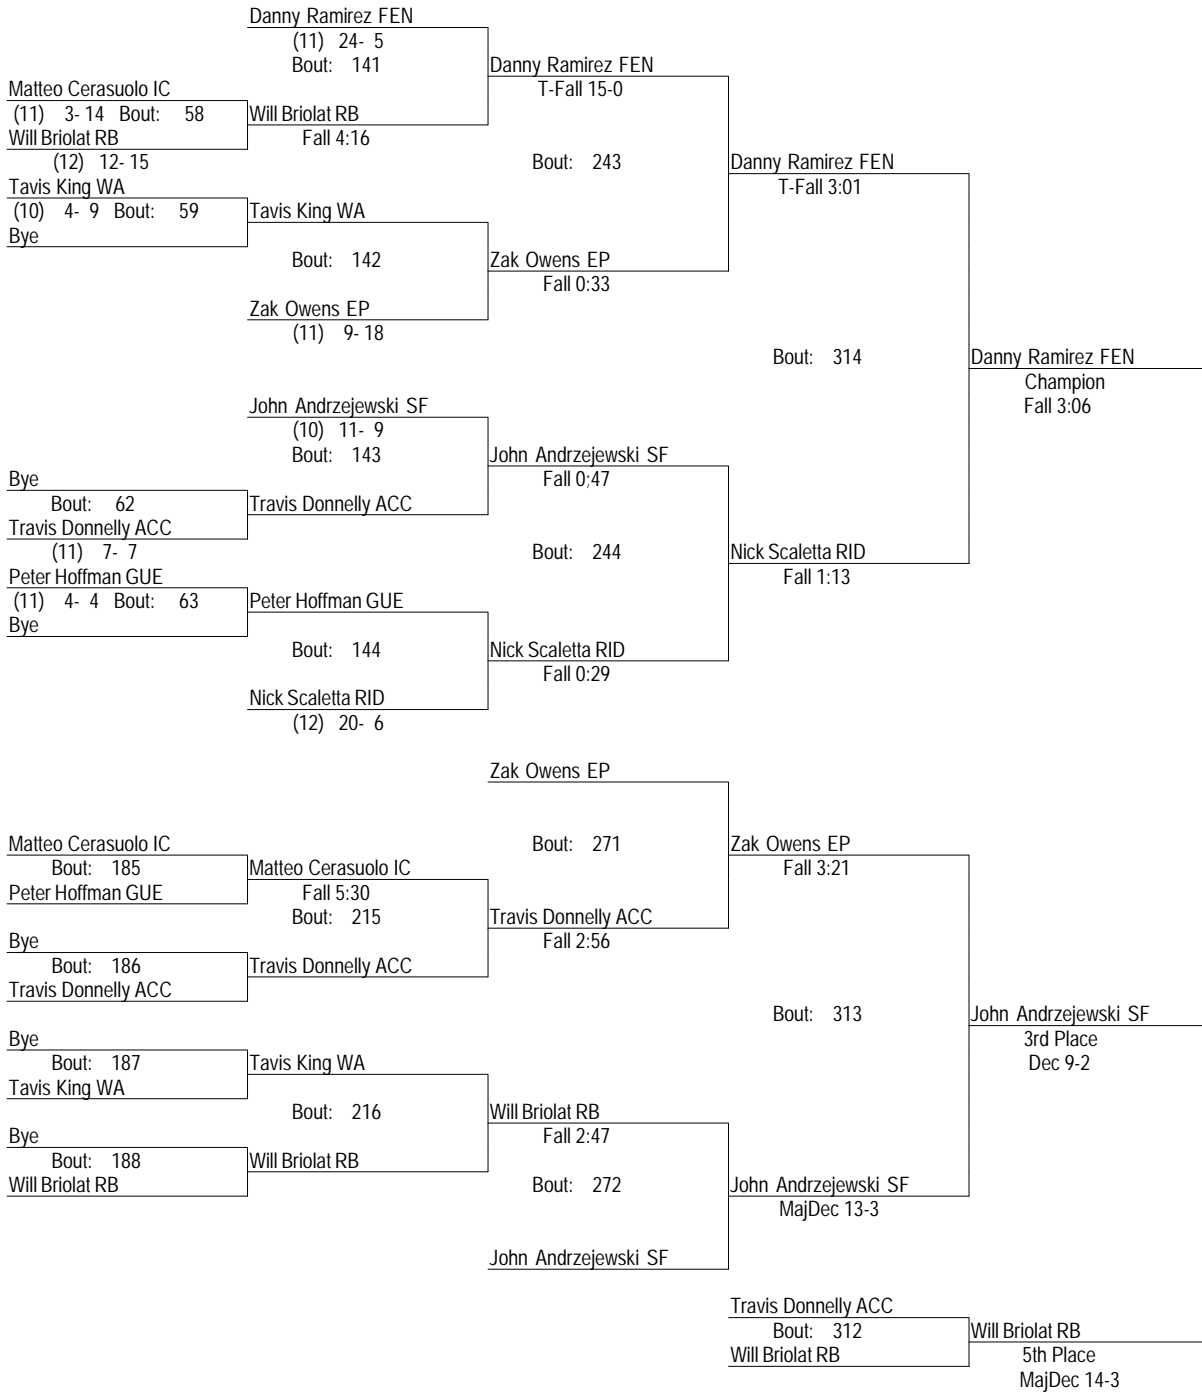 Danny Ramirez FEN
(11) 24- 5
Bout: 141
Danny Ramirez FEN
T-Fall 15-0
Matteo Cerasuolo IC
(11) 3- 14 Bout: 58
Will Briolat RB
Will Briolat RB
Fall 4:16
(12) 12- 15
Bout: 243
Danny Ramirez FEN
T-Fall 3:01
Tavis King WA
(10) 4- 9 Bout: 59
Tavis King WA
Bye
Bout: 142
Zak Owens EP
Fall 0:33
Zak Owens EP
(11) 9- 18
Bout: 314
Danny Ramirez FEN
Champion
Fall 3:06
John Andrzejewski SF
(10) 11- 9
Bout: 143
John Andrzejewski SF
Fall 0;47
Bye
Bout: 62
Travis Donnelly ACC
Travis Donnelly ACC
(11) 7- 7
Bout: 244
Nick Scaletta RID
Fall 1:13
Peter Hoffman GUE
(11) 4- 4 Bout: 63
Peter Hoffman GUE
Bye
Bout: 144
Nick Scaletta RID
Fall 0:29
Nick Scaletta RID
(12) 20- 6
Zak Owens EP
Matteo Cerasuolo IC
Bout: 185
Peter Hoffman GUE
Matteo Cerasuolo IC
Fall 5:30
Bout: 271
Zak Owens EP
Fall 3:21
Bout: 215
Travis Donnelly ACC
Fall 2:56
Bye
Bout: 186
Travis Donnelly ACC
Travis Donnelly ACC
Bout: 313
John Andrzejewski SF
3rd Place
Dec 9-2
Bye
Bout: 187
Tavis King WA
Tavis King WA
Bout: 216
Will Briolat RB
Fall 2:47
Bye
Bout: 188
Will Briolat RB
Will Briolat RB
Bout: 272
John Andrzejewski SF
MajDec 13-3
John Andrzejewski SF
Travis Donnelly ACC
Bout: 312
Will Briolat RB
Will Briolat RB
5th Place
MajDec 14-3